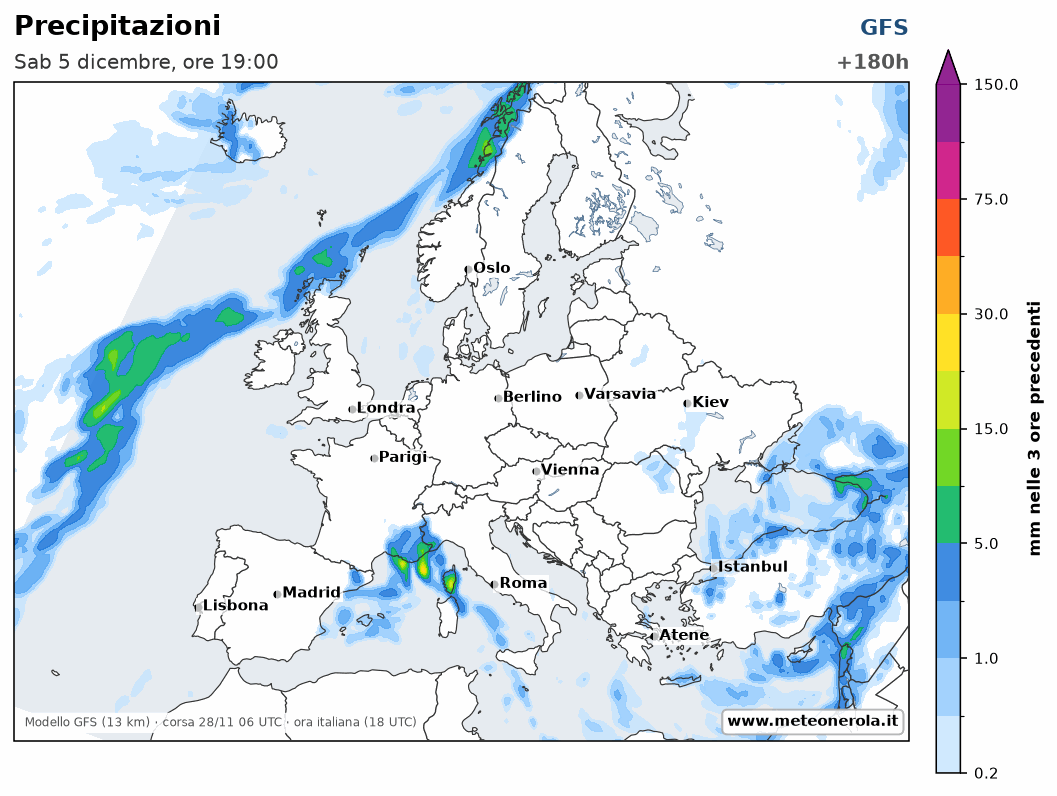 Precipitazioni
GFS
Sab 5 dicembre, ore 19:00
+180h
150.0
75.0
30.0
15.0
5.0
1.0
0.2
mm nelle 3 ore precedenti
Oslo
Berlino
Varsavia
Kiev
Londra
Parigi
Vienna
Istanbul
Roma
Madrid
Lisbona
Atene
Modello GFS (13 km) · corsa 28/11 06 UTC · ora italiana (18 UTC)
www.meteonerola.it